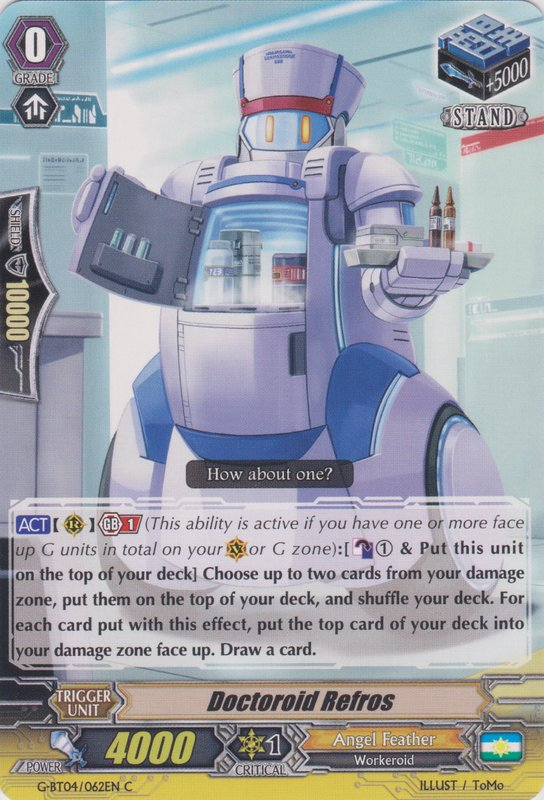 0
GRADE
+5000
STAND
SHIELD
10000
How about one?
ACT [ R ] GB 1 (This ability is active if you have one or more face
up G units in total on your V or G zone):[ ① & Put this unit
on the top of your deck] Choose up to two cards from your damage
zone, put them on the top of your deck, and shuffle your deck. For
each card put with this effect, put the top card of your deck into
your damage zone face up. Draw a card.
TRIGGER
UNIT
Doctoroid Refros
POWER
4000
1
CRITICAL
Angel Feather
Workeroid
G-BT04/062EN C
ILLUST / ToMo